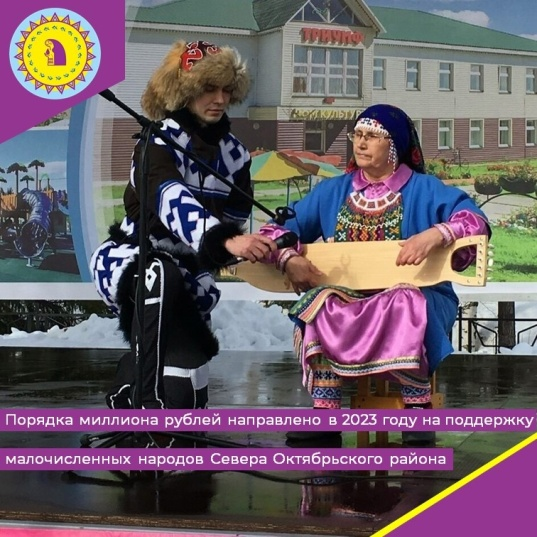 ТРИУМФ
Порядка миллиона рублей направлено в 2023 году на поддержку
малочисленных народов Севера Октябрьского района